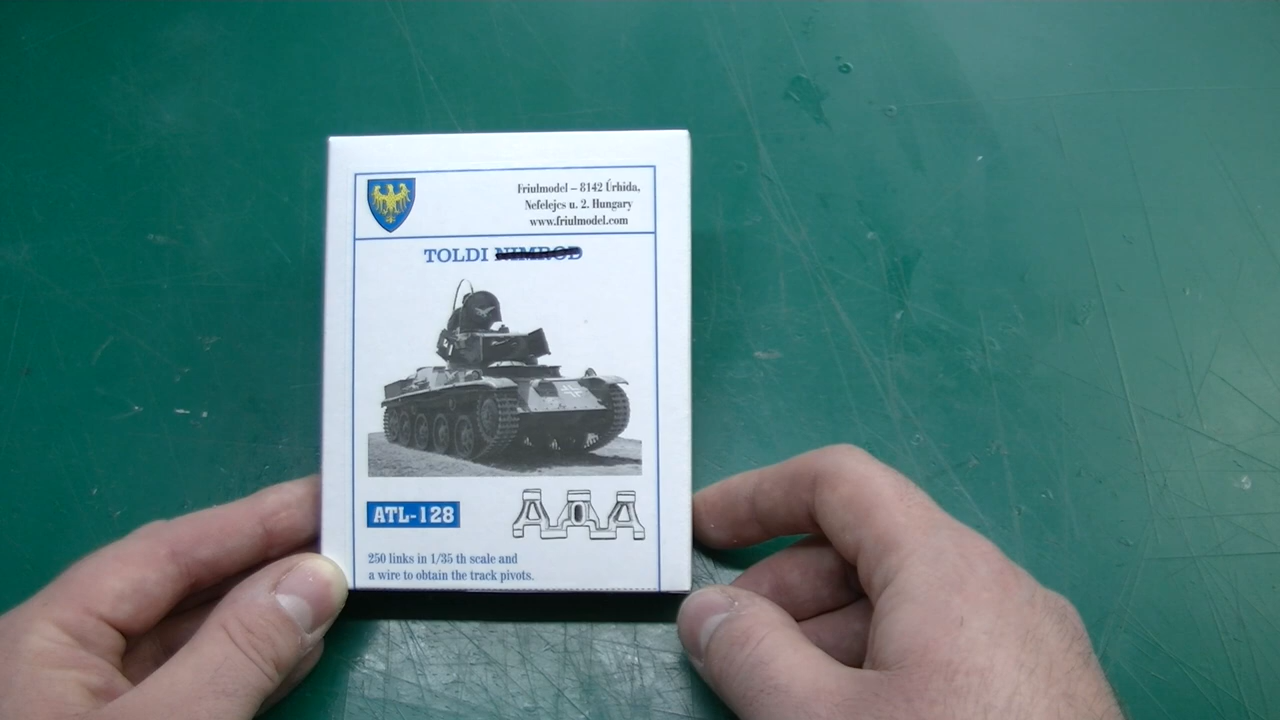 Friulmodel – 8142 Úrhida,
Nefelejcs u. 2. Hungary
www.friulmodel.com
TOLDI NIMROD
ATL-128
250 links in 1/35 th scale and
a wire to obtain the track pivots.